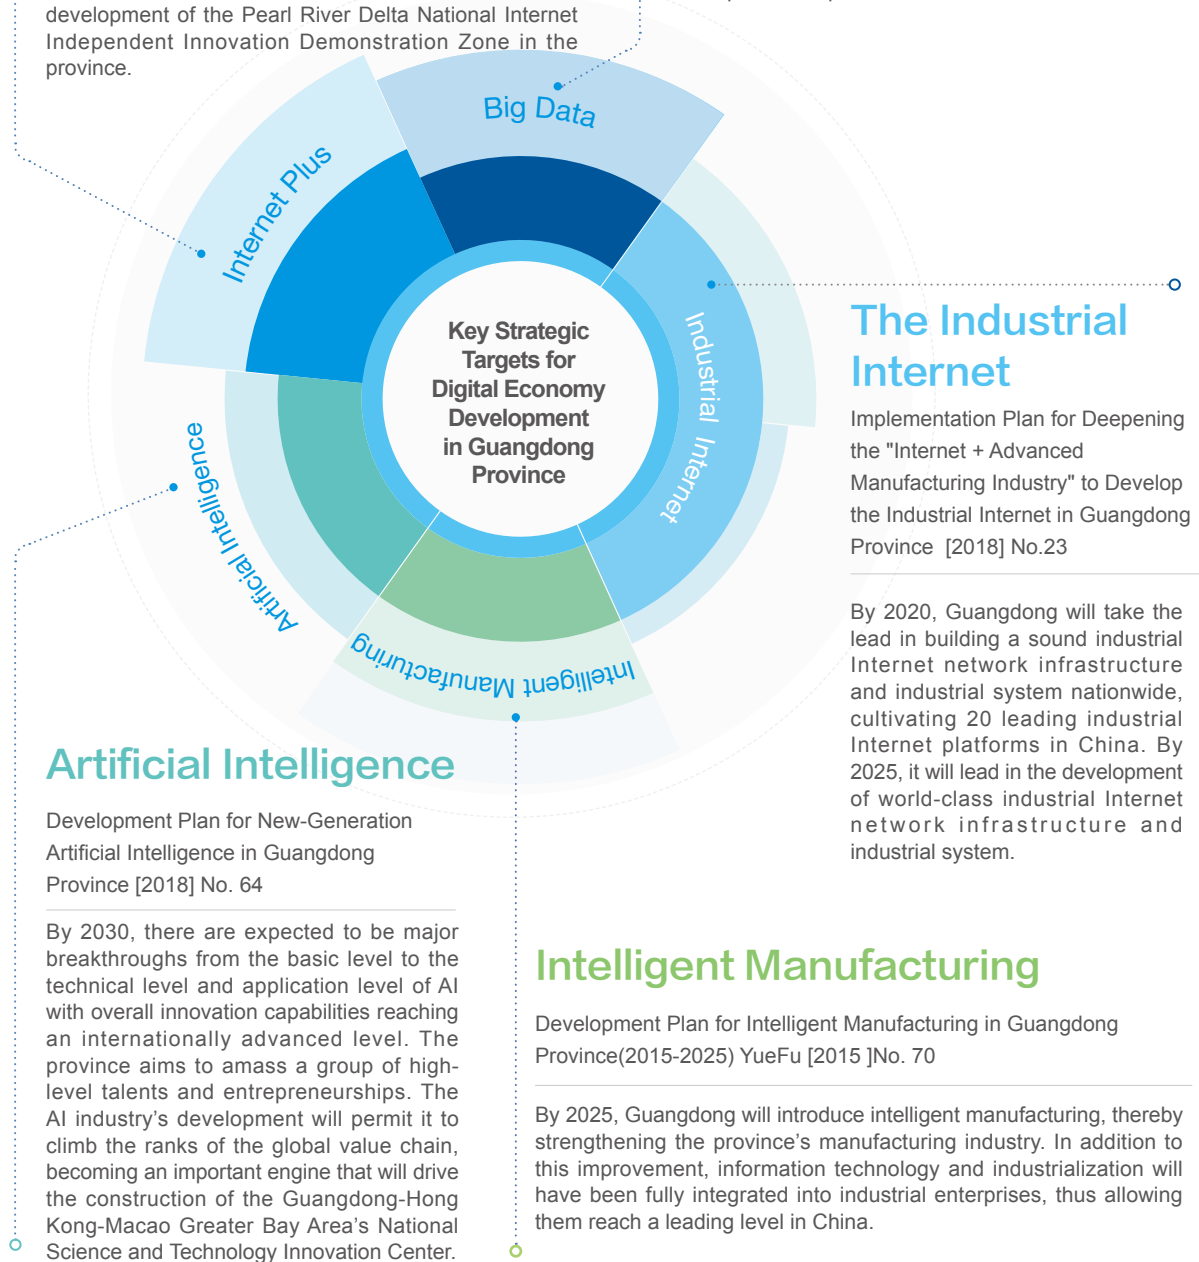 development of the Pearl River Delta National Internet
Independent Innovation Demonstration Zone in the
province.
Big Data
Internet Plus
Key Strategic
Targets for
Digital Economy
Development
in Guangdong
Province
Industrial Internet
Artificial Intelligence
Intelligent Manufacturing
The Industrial
Internet
Implementation Plan for Deepening
the "Internet + Advanced
Manufacturing Industry" to Develop
the Industrial Internet in Guangdong
Province [2018] No.23
By 2020, Guangdong will take the
lead in building a sound industrial
Internet network infrastructure
and industrial system nationwide,
cultivating 20 leading industrial
Internet platforms in China. By
2025, it will lead in the development
of world-class industrial Internet
network infrastructure and
industrial system.
Artificial Intelligence
Development Plan for New-Generation
Artificial Intelligence in Guangdong
Province [2018] No. 64
By 2030, there are expected to be major
breakthroughs from the basic level to the
technical level and application level of AI
with overall innovation capabilities reaching
an internationally advanced level. The
province aims to amass a group of high-
level talents and entrepreneurships. The
AI industry’s development will permit it to
climb the ranks of the global value chain,
becoming an important engine that will drive
the construction of the Guangdong-Hong
Kong-Macao Greater Bay Area’s National
Science and Technology Innovation Center.
Intelligent Manufacturing
Development Plan for Intelligent Manufacturing in Guangdong
Province(2015-2025) YueFu [2015 ]No. 70
By 2025, Guangdong will introduce intelligent manufacturing, thereby
strengthening the province’s manufacturing industry. In addition to
this improvement, information technology and industrialization will
have been fully integrated into industrial enterprises, thus allowing
them reach a leading level in China.